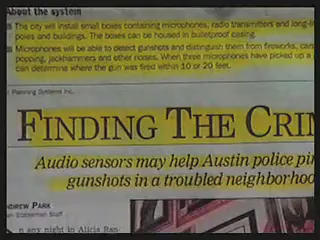 About the system
The city will install small boxes containing microphones, radio transmitters and long-
poles and buildings. The boxes can be housed in bulletproof casing.
Microphones will be able to detect gunshots and distinguish them from fireworks, cars
popping, jackhammers and other noises. When three microphones have picked up a
can determine where the gun was fired within 10 or 20 feet.
Planning Systems Inc.
FINDING THE CRI
Audio sensors may help Austin police pi
gunshots in a troubled neighborhoo
ANDREW PARK
an Statesman Staff
n any night in Alicia Ran